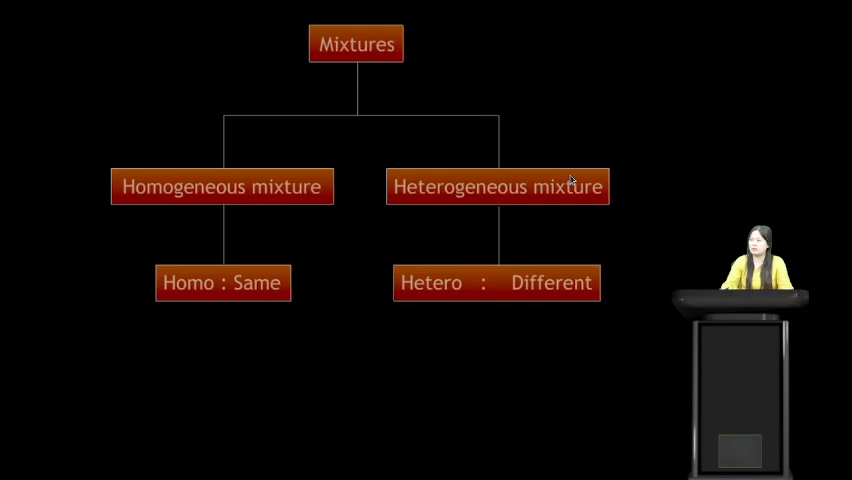 Mixtures
Homogeneous mixture
Heterogeneous mixture
Homo : Same
Hetero : Different